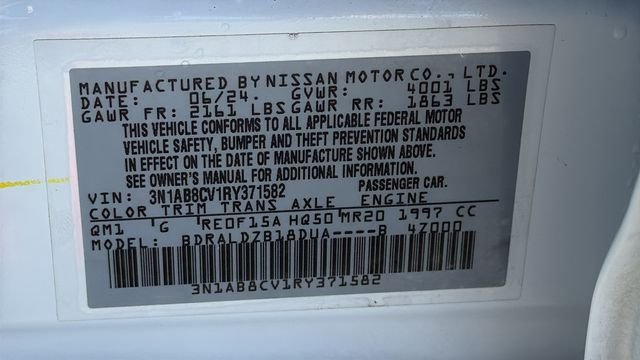 MANUFACTURED BY NISSAN MOTOR CO., LTD.
DATE: 06/24. GVWR: 4001 LBS
GAWR FR: 2161 LBS GAWR RR: 1863 LBS
THIS VEHICLE CONFORMS TO ALL APPLICABLE FEDERAL MOTOR
VEHICLE SAFETY, BUMPER AND THEFT PREVENTION STANDARDS
IN EFFECT ON THE DATE OF MANUFACTURE SHOWN ABOVE.
SEE OWNER'S MANUAL FOR ADDITIONAL INFORMATION.
VIN: 3N1AB8CV1RY371582 PASSENGER CAR.
COLOR TRIM TRANS AXLE ENGINE
QM1 G RE0F15A HQ50 MR20 1997 CC
MODEL: BDRALDZB18DUA----B 4Z000
3N1AB8CV1RY371582